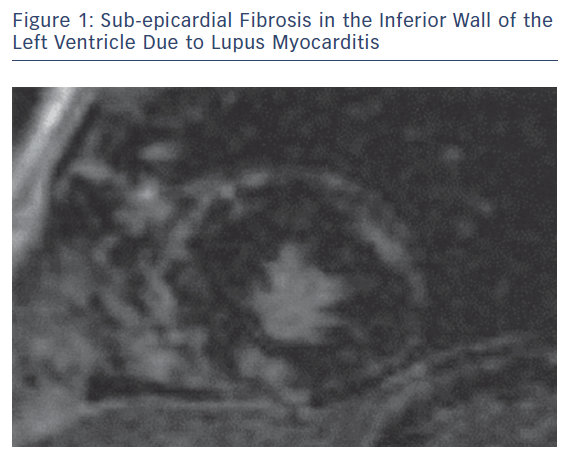 Figure 1: Sub-epicardial Fibrosis in the Inferior Wall of the
Left Ventricle Due to Lupus Myocarditis